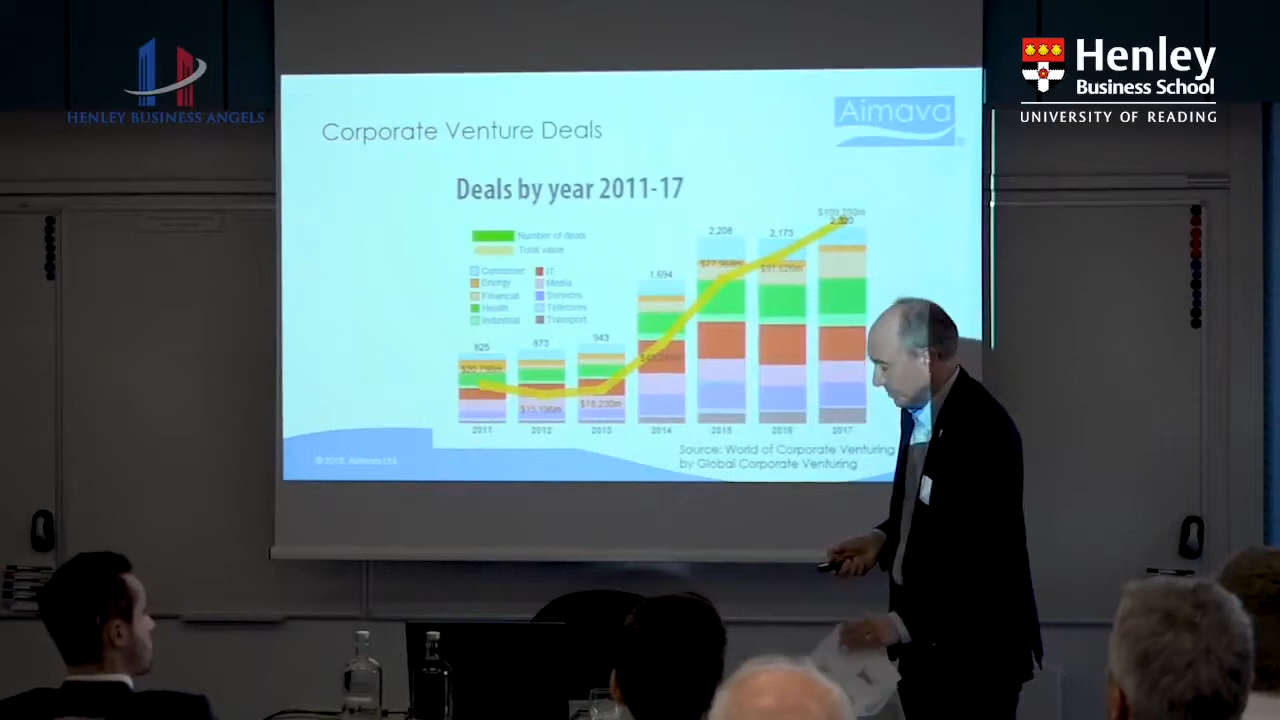 HENLEY BUSINESS ANGELS
Henley
Business School
UNIVERSITY OF READING
Corporate Venture Deals
Aimava
Deals by year 2011-17
Number of deals
Total value
Consumer
IT
Energy
Media
Financial
Services
Health
Telecoms
Industrial
Transport
825
873
943
1,694
2,208
2,173
$15,196m
$18,230m
$91,626m
2011
2012
2013
2014
2015
2016
2017
Source: World of Corporate Venturing
by Global Corporate Venturing